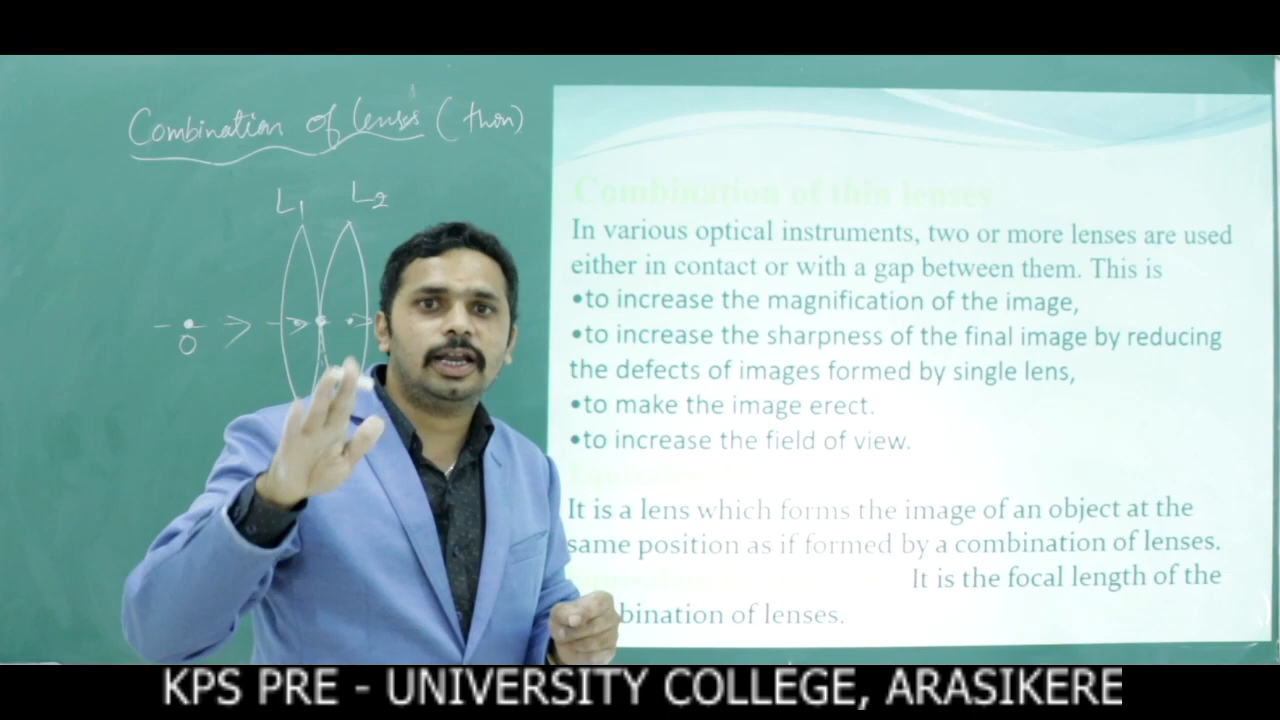 Combination of lenses (thin)
L1 L2
O
Combination of thin lenses
In various optical instruments, two or more lenses are used
either in contact or with a gap between them. This is
•to increase the magnification of the image,
•to increase the sharpness of the final image by reducing
the defects of images formed by single lens,
•to make the image erect.
•to increase the field of view.
It is a lens which forms the image of an object at the
same position as if formed by a combination of lenses.
It is the focal length of the
bination of lenses.
KPS PRE - UNIVERSITY COLLEGE, ARASIKERE